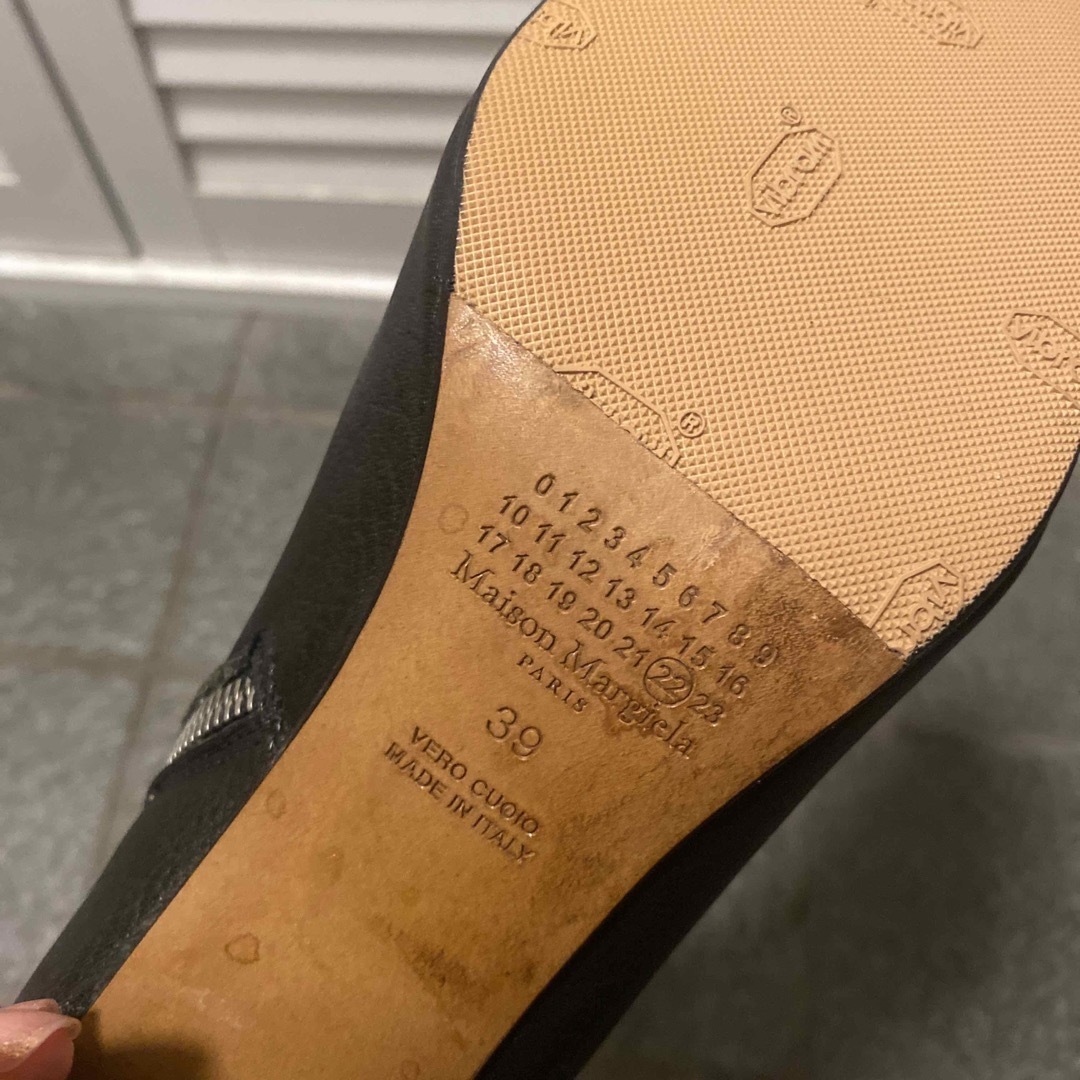 vibram
®
vibram
®
0 1 2 3 4 5 6 7 8 9
10 11 12 13 14 15 16
17 18 19 20 21 22 23
Maison Margiela
PARIS
39
VERO CUOIO
MADE IN ITALY